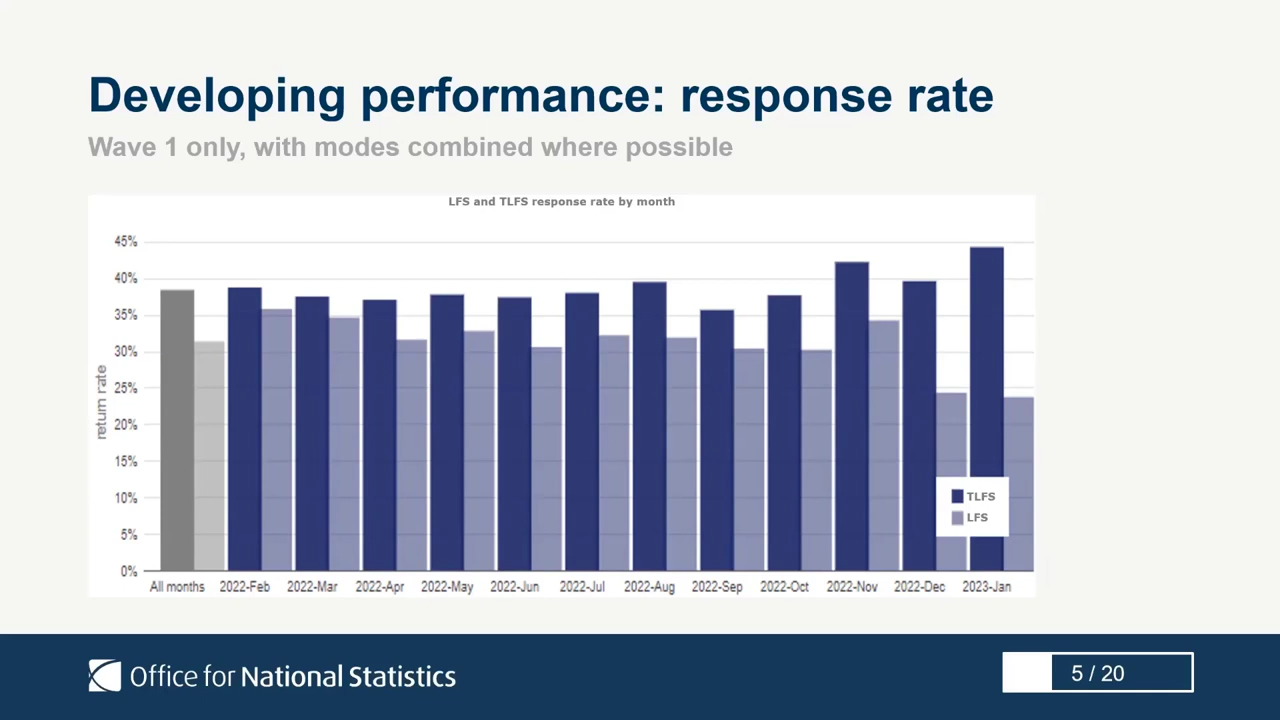 Developing performance: response rate
Wave 1 only, with modes combined where possible
LFS and TLFS response rate by month
45%
40%
35%
30%
25%
20%
15%
10%
5%
0%
return rate
TLFS
LFS
All months 2022-Feb 2022-Mar 2022-Apr 2022-May 2022-Jun 2022-Jul 2022-Aug 2022-Sep 2022-Oct 2022-Nov 2022-Dec 2023-Jan
Office for National Statistics
5 / 20